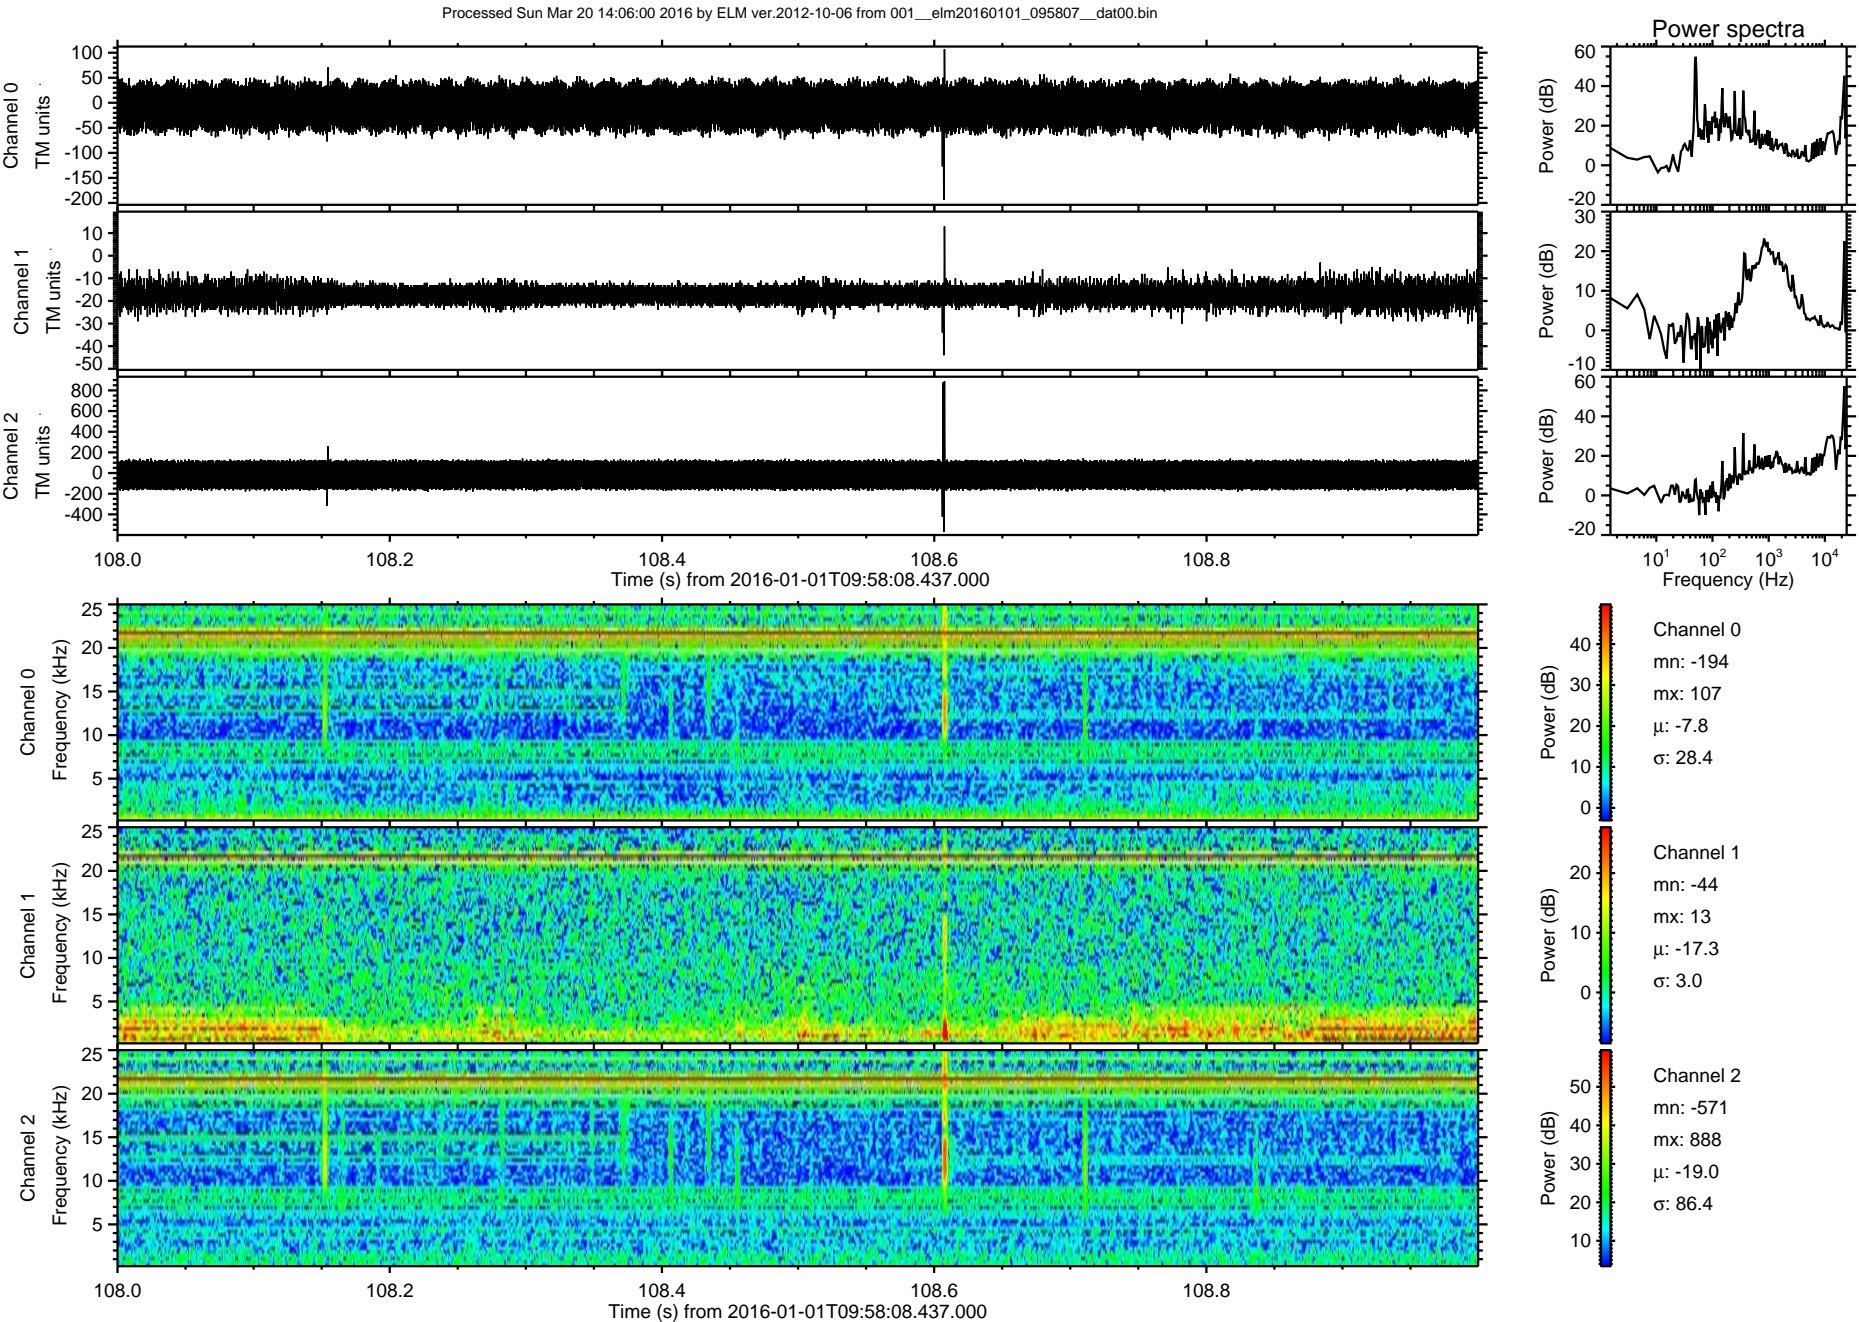 Processed Sun Mar 20 14:06:00 2016 by ELM ver.2012-10-06 from 001__elm20160101_095807__dat00.bin
Power spectra
Channel 0
TM units
100
50
0
-50
-100
-150
-200
Power (dB)
60
40
20
0
-20
Channel 1
TM units
10
0
-10
-20
-30
-40
-50
Power (dB)
30
20
10
0
-10
Channel 2
TM units
800
600
400
200
0
-200
-400
Power (dB)
60
40
20
0
-20
108.0 108.2 108.4 108.6 108.8
Time (s) from 2016-01-01T09:58:08.437.000
10^1 10^2 10^3 10^4
Frequency (Hz)
Channel 0
Frequency (kHz)
25
20
15
10
5
Power (dB)
40
30
20
10
0
Channel 0
mn: -194
mx: 107
μ: -7.8
σ: 28.4
Channel 1
Frequency (kHz)
25
20
15
10
5
Power (dB)
20
10
0
Channel 1
mn: -44
mx: 13
μ: -17.3
σ: 3.0
Channel 2
Frequency (kHz)
25
20
15
10
5
Power (dB)
50
40
30
20
10
Channel 2
mn: -571
mx: 888
μ: -19.0
σ: 86.4
108.0 108.2 108.4 108.6 108.8
Time (s) from 2016-01-01T09:58:08.437.000